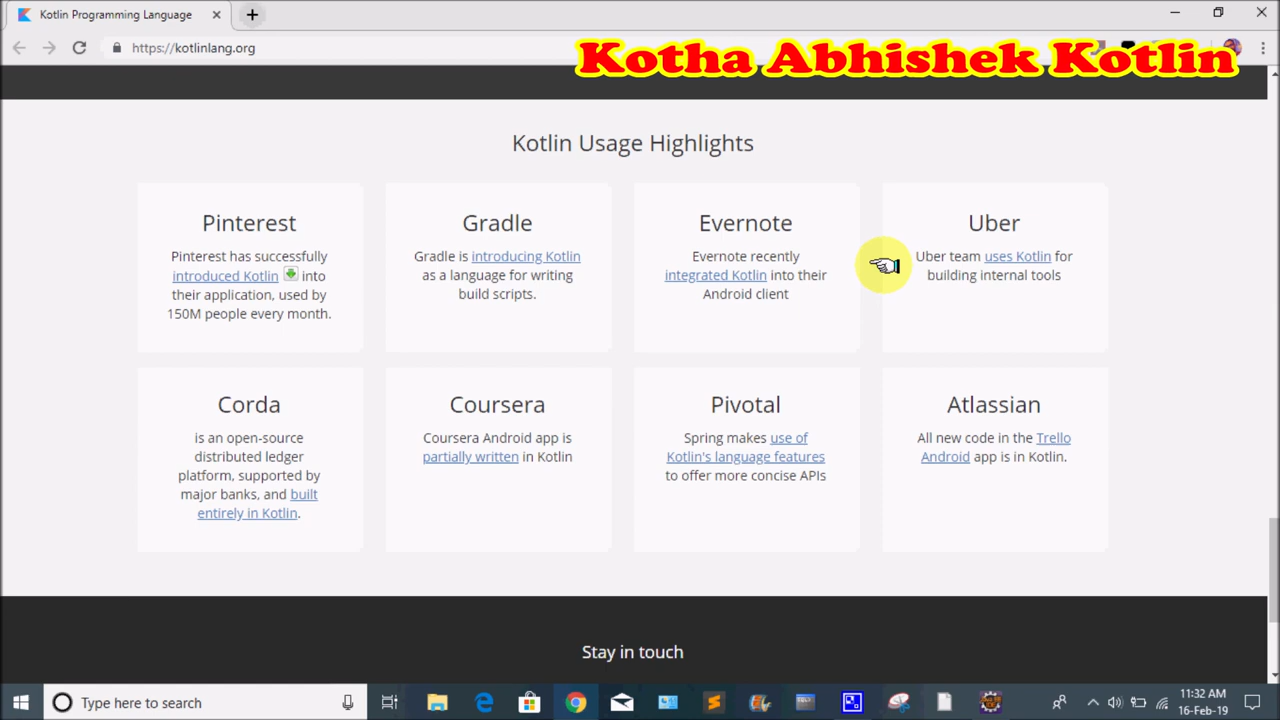 Kotlin Programming Language
https://kotlinlang.org
Kotha Abhishek Kotlin
Kotlin Usage Highlights
Pinterest
Pinterest has successfully
introduced Kotlin into
their application, used by
150M people every month.
Gradle
Gradle is introducing Kotlin
as a language for writing
build scripts.
Evernote
Evernote recently
integrated Kotlin into their
Android client
Uber
Uber team uses Kotlin for
building internal tools
Corda
is an open-source
distributed ledger
platform, supported by
major banks, and built
entirely in Kotlin.
Coursera
Coursera Android app is
partially written in Kotlin
Pivotal
Spring makes use of
Kotlin's language features
to offer more concise APIs
Atlassian
All new code in the Trello
Android app is in Kotlin.
Stay in touch
Type here to search
11:32 AM
16-Feb-19